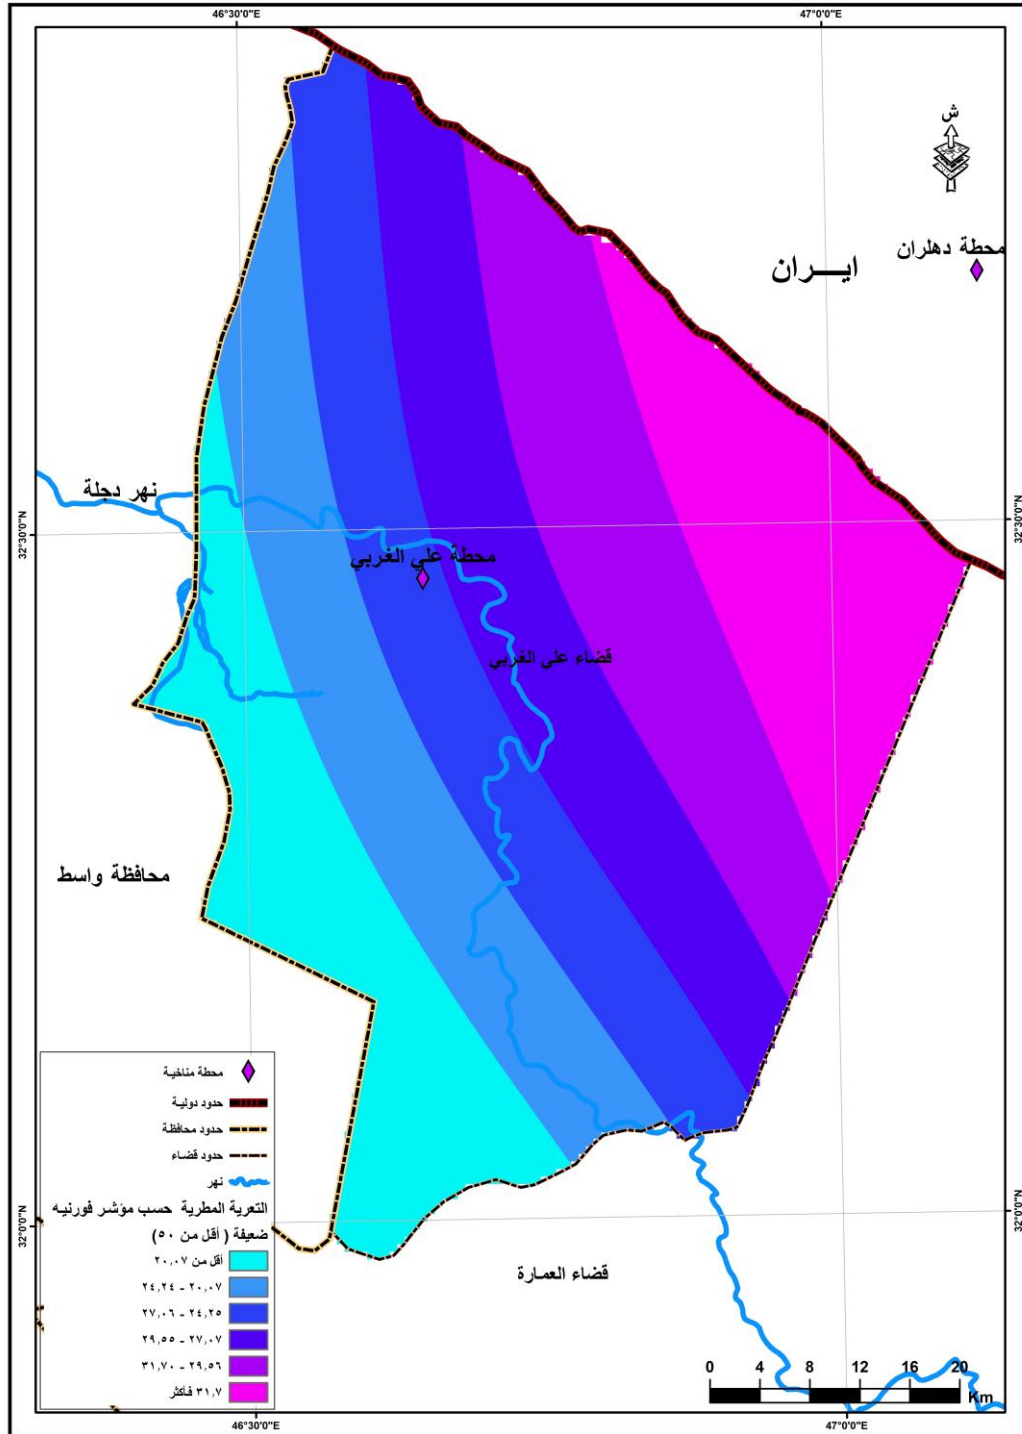 46°30'0"E
47°0'0"E
ش
محطة دهلران
ايـــران
نهر دجلة
32°30'0"N
32°30'0"N
محطة علي الغربي
قضاء علي الغربي
محافظة واسط
محطة مناخية
حدود دولية
حدود محافظة
حدود قضاء
نهر
التعرية المطرية حسب مؤشر فورنيه
ضعيفة ( أقل من ٥٠)
أقل من ٢٠,٠٧
٢٠,٠٧ - ٢٤,٢٤
٢٤,٢٥ - ٢٧,٠٦
٢٧,٠٧ - ٢٩,٥٥
٢٩,٥٦ - ٣١,٧٠
٣١,٧ فأكثر
32°0'0"N
32°0'0"N
قضاء العمارة
0 4 8 12 16 20
Km
46°30'0"E
47°0'0"E